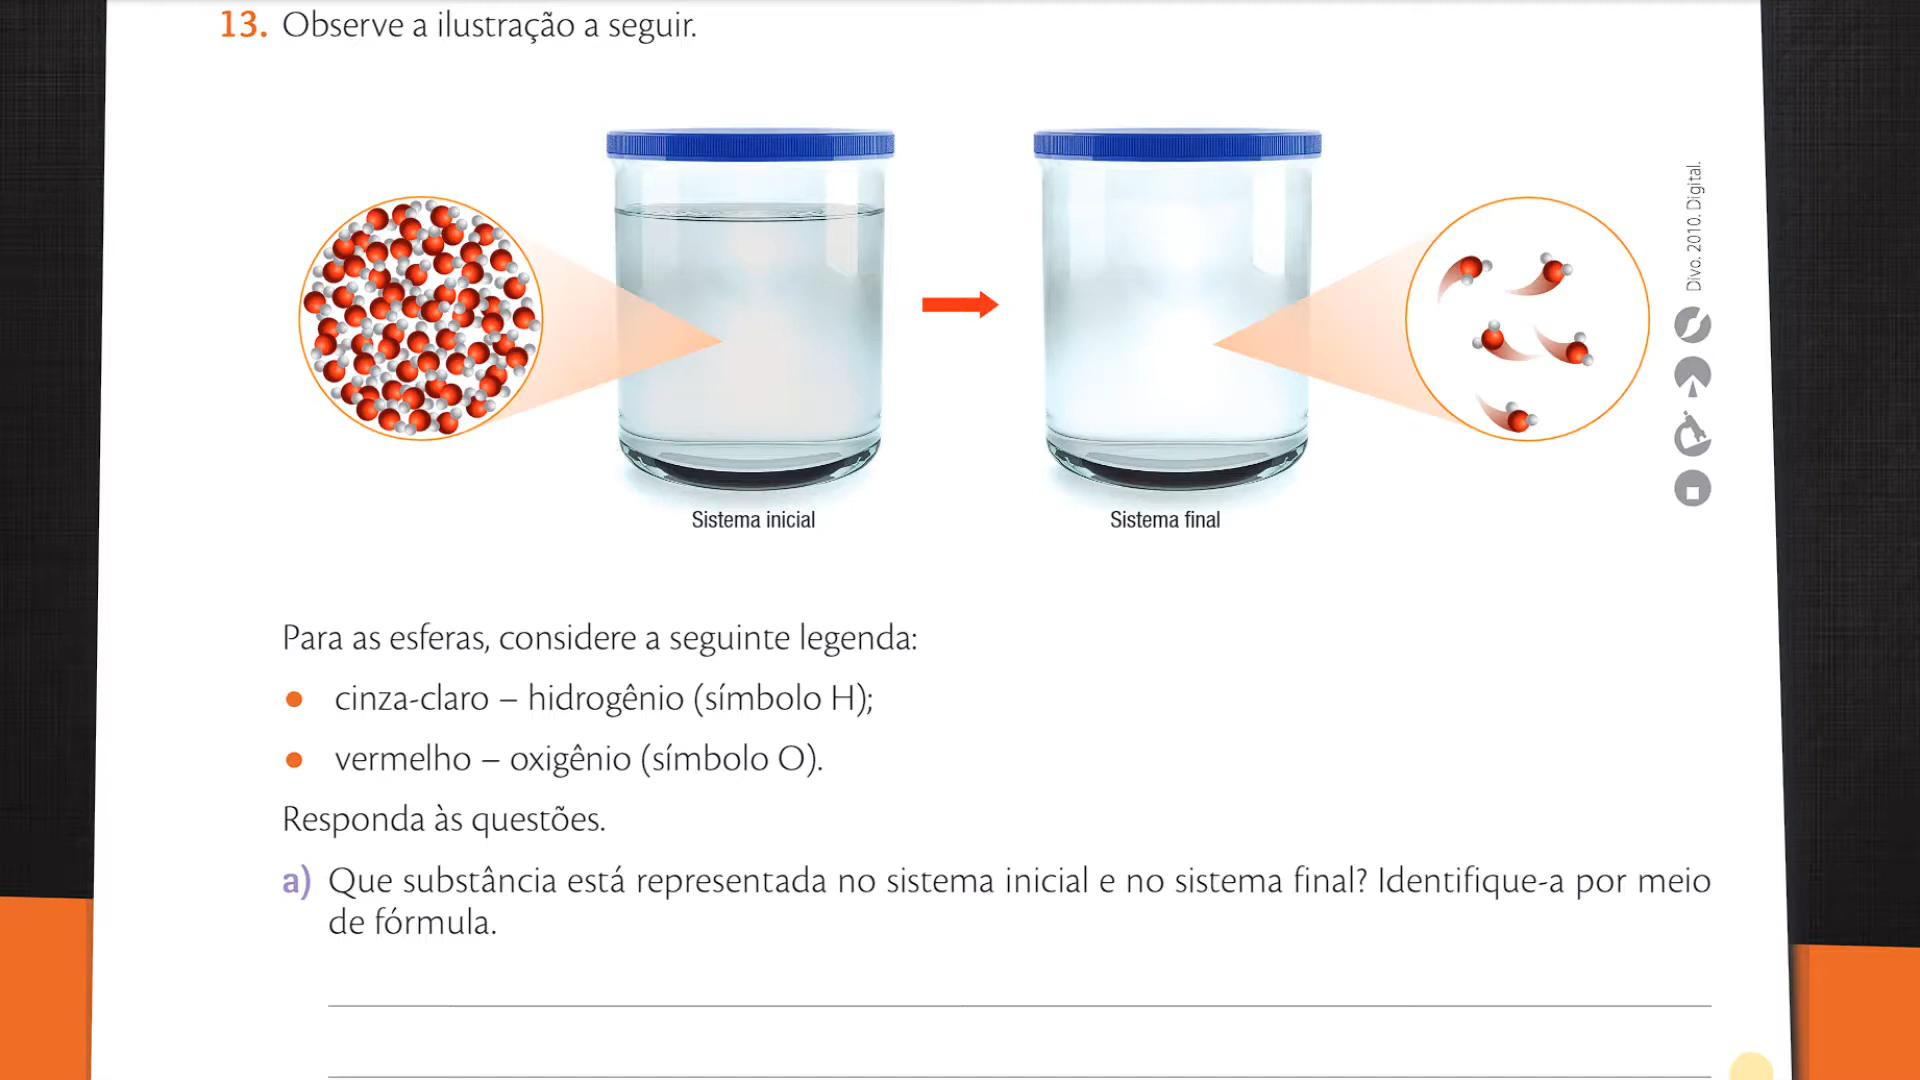 13. Observe a ilustração a seguir.
Divo. 2010. Digital.
Sistema inicial
Sistema final
Para as esferas, considere a seguinte legenda:
• cinza-claro – hidrogênio (símbolo H);
• vermelho – oxigênio (símbolo O).
Responda às questões.
a) Que substância está representada no sistema inicial e no sistema final? Identifique-a por meio
de fórmula.